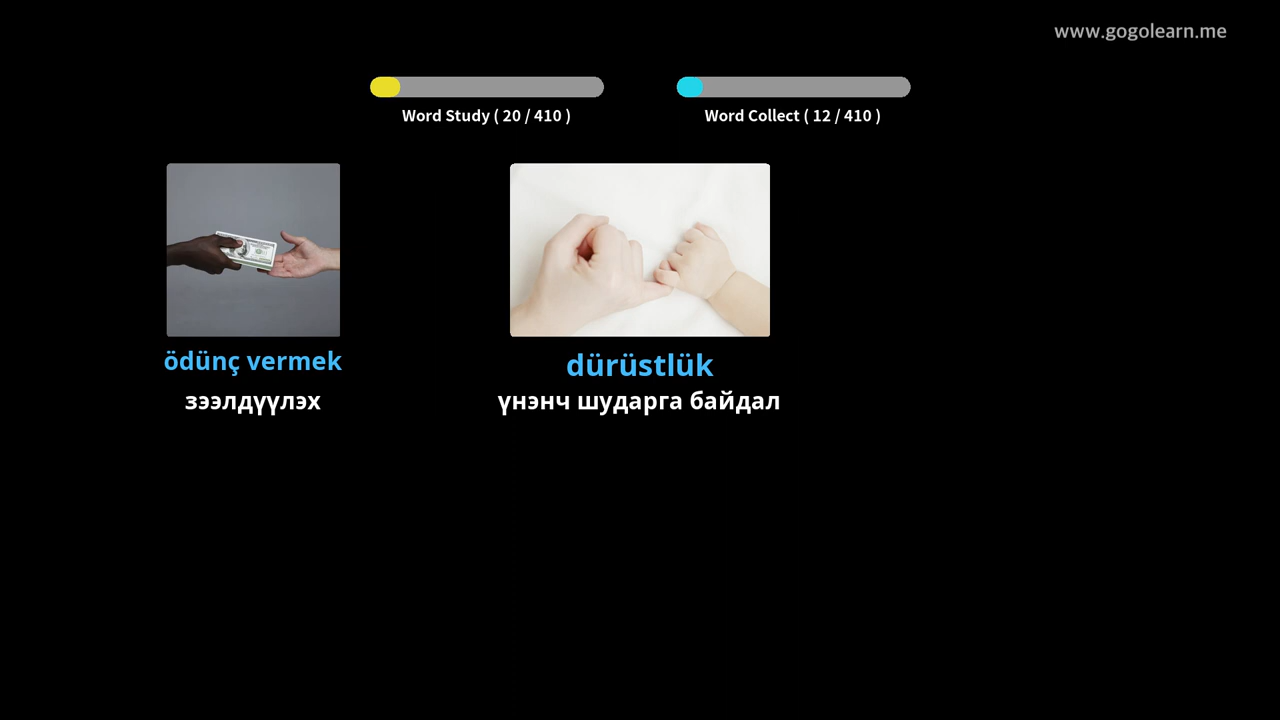 www.gogolearn.me
Word Study ( 20 / 410 )
Word Collect ( 12 / 410 )
ödünç vermek
зээлдүүлэх
dürüstlük
үнэнч шударга байдал